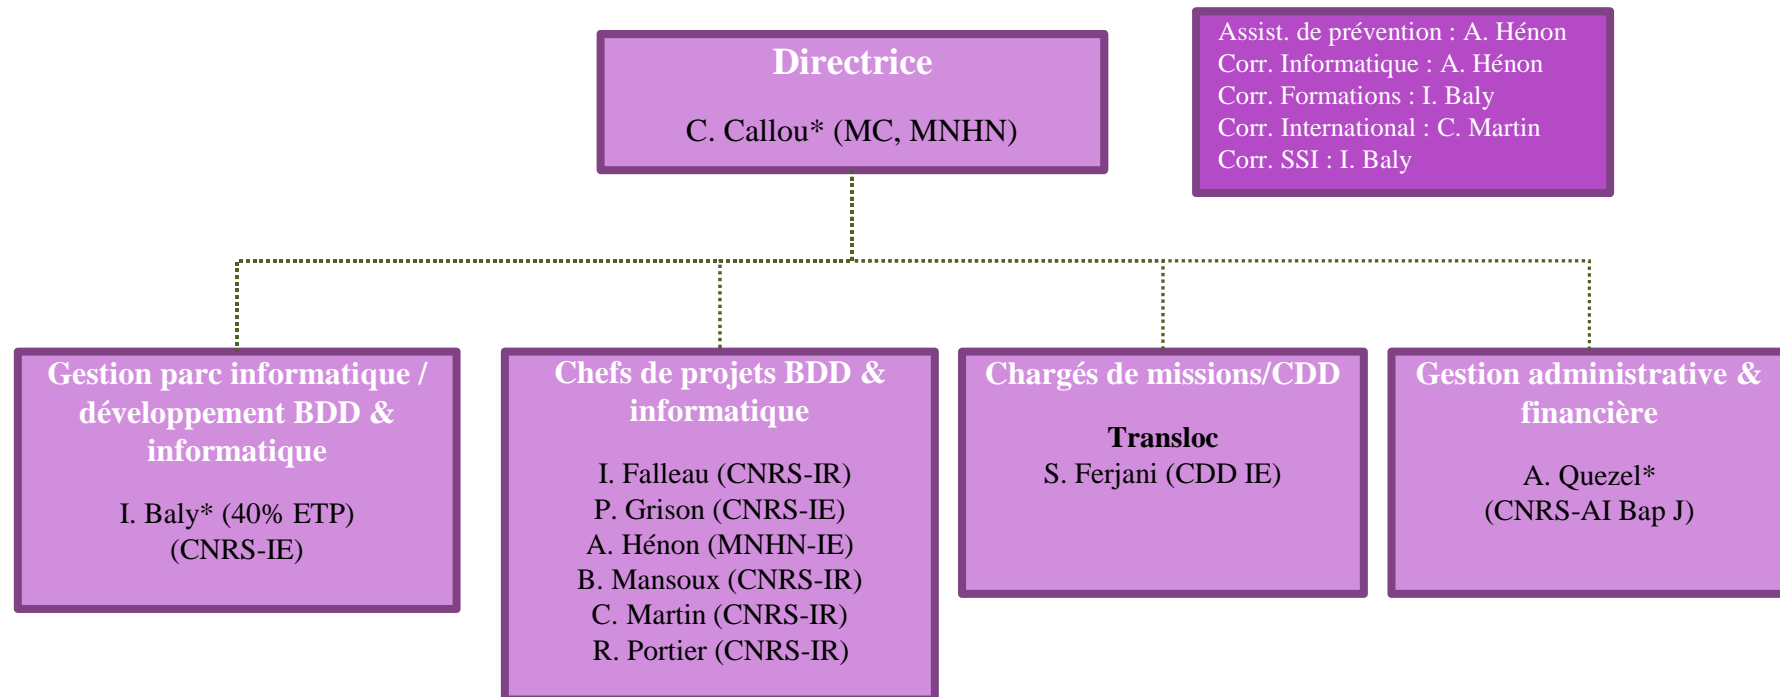 Directrice
C. Callou* (MC, MNHN)
Assist. de prévention : A. Hénon
Corr. Informatique : A. Hénon
Corr. Formations : I. Baly
Corr. International : C. Martin
Corr. SSI : I. Baly
Gestion parc informatique /
développement BDD &
informatique
I. Baly* (40% ETP)
(CNRS-IE)
Chefs de projets BDD &
informatique
I. Falleau (CNRS-IR)
P. Grison (CNRS-IE)
A. Hénon (MNHN-IE)
B. Mansoux (CNRS-IR)
C. Martin (CNRS-IR)
R. Portier (CNRS-IR)
Chargés de missions/CDD
Transloc
S. Ferjani (CDD IE)
Gestion administrative &
financière
A. Quezel*
(CNRS-AI Bap J)